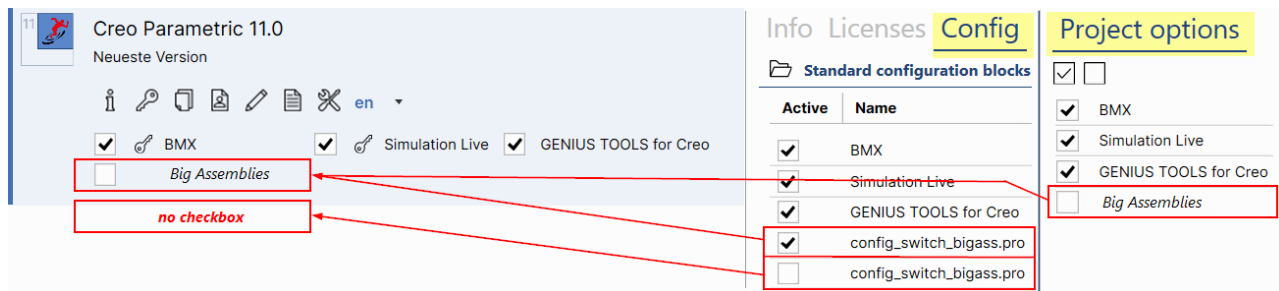 11
Creo Parametric 11.0
Neueste Version
en
BMX
Simulation Live
GENIUS TOOLS for Creo
Big Assemblies
no checkbox
Info Licenses Config
Standard configuration blocks
Active Name
BMX
Simulation Live
GENIUS TOOLS for Creo
config_switch_bigass.pro
config_switch_bigass.pro
Project options
BMX
Simulation Live
GENIUS TOOLS for Creo
Big Assemblies